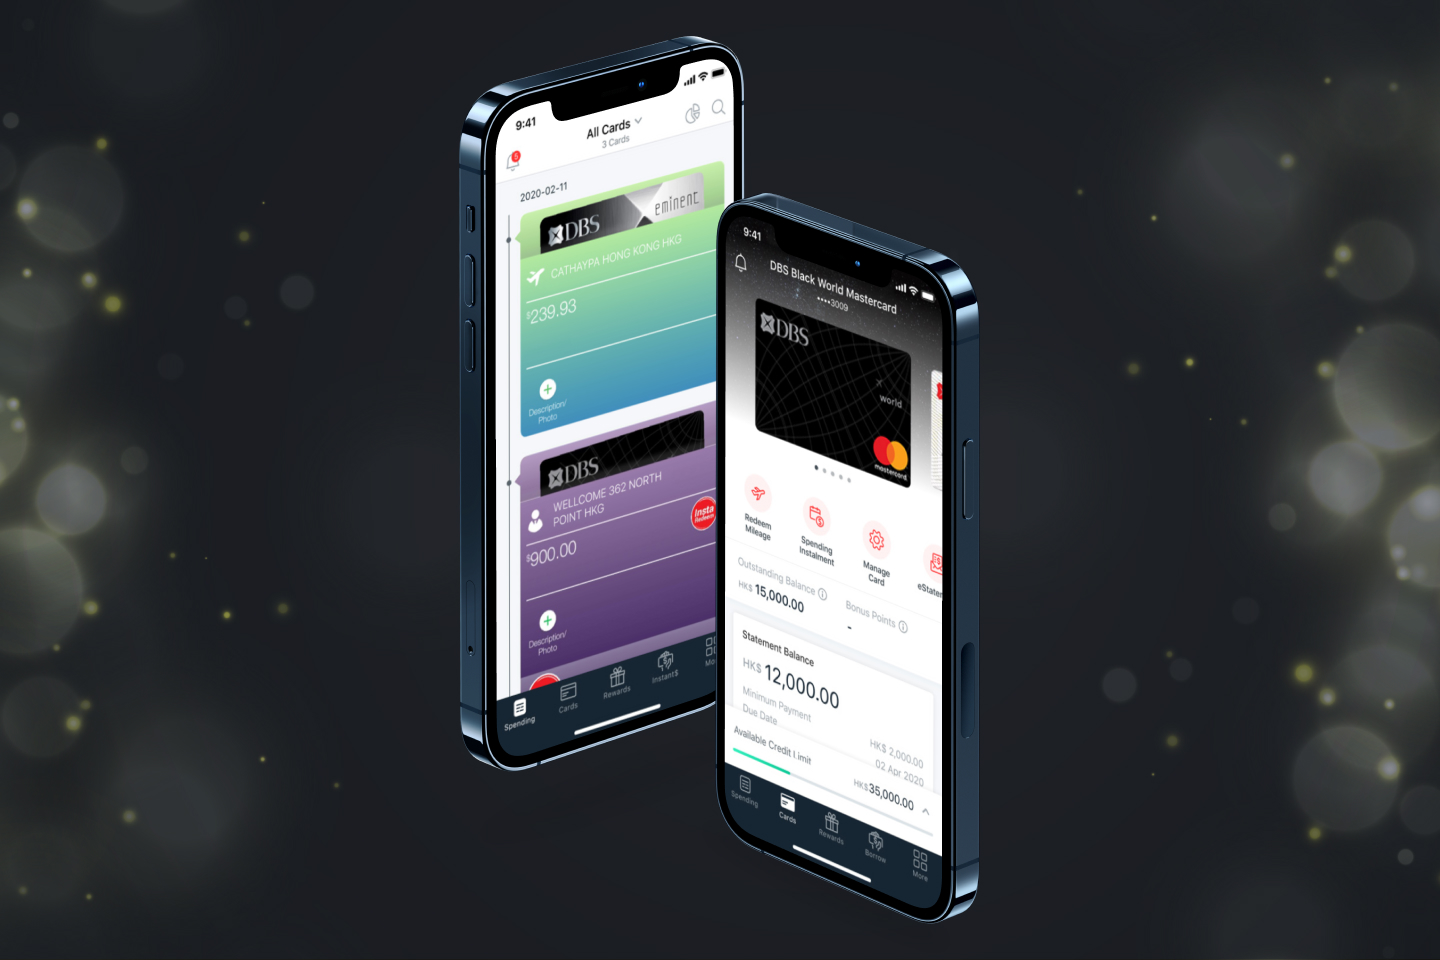 9:41
All Cards
3 Cards
5
2020-02-11
DBS
eminent
CATHAYPA HONG KONG HKG
$239.93
Description/
Photo
DBS
WELLCOME 362 NORTH
POINT HKG
Insta
Redeem
$900.00
Description/
Photo
Spending
Cards
Rewards
Instant$
9:41
DBS Black World Mastercard
••••3009
DBS
world
mastercard
Redeem
Mileage
Spending
Instalment
Manage
Card
Outstanding Balance
HK$ 15,000.00
Bonus Points
-
Statement Balance
HK$ 12,000.00
Minimum Payment
HK$ 2,000.00
Due Date
02 Apr 2020
Available Credit Limit
HK$35,000.00
Spending
Cards
Rewards
Borrow
More